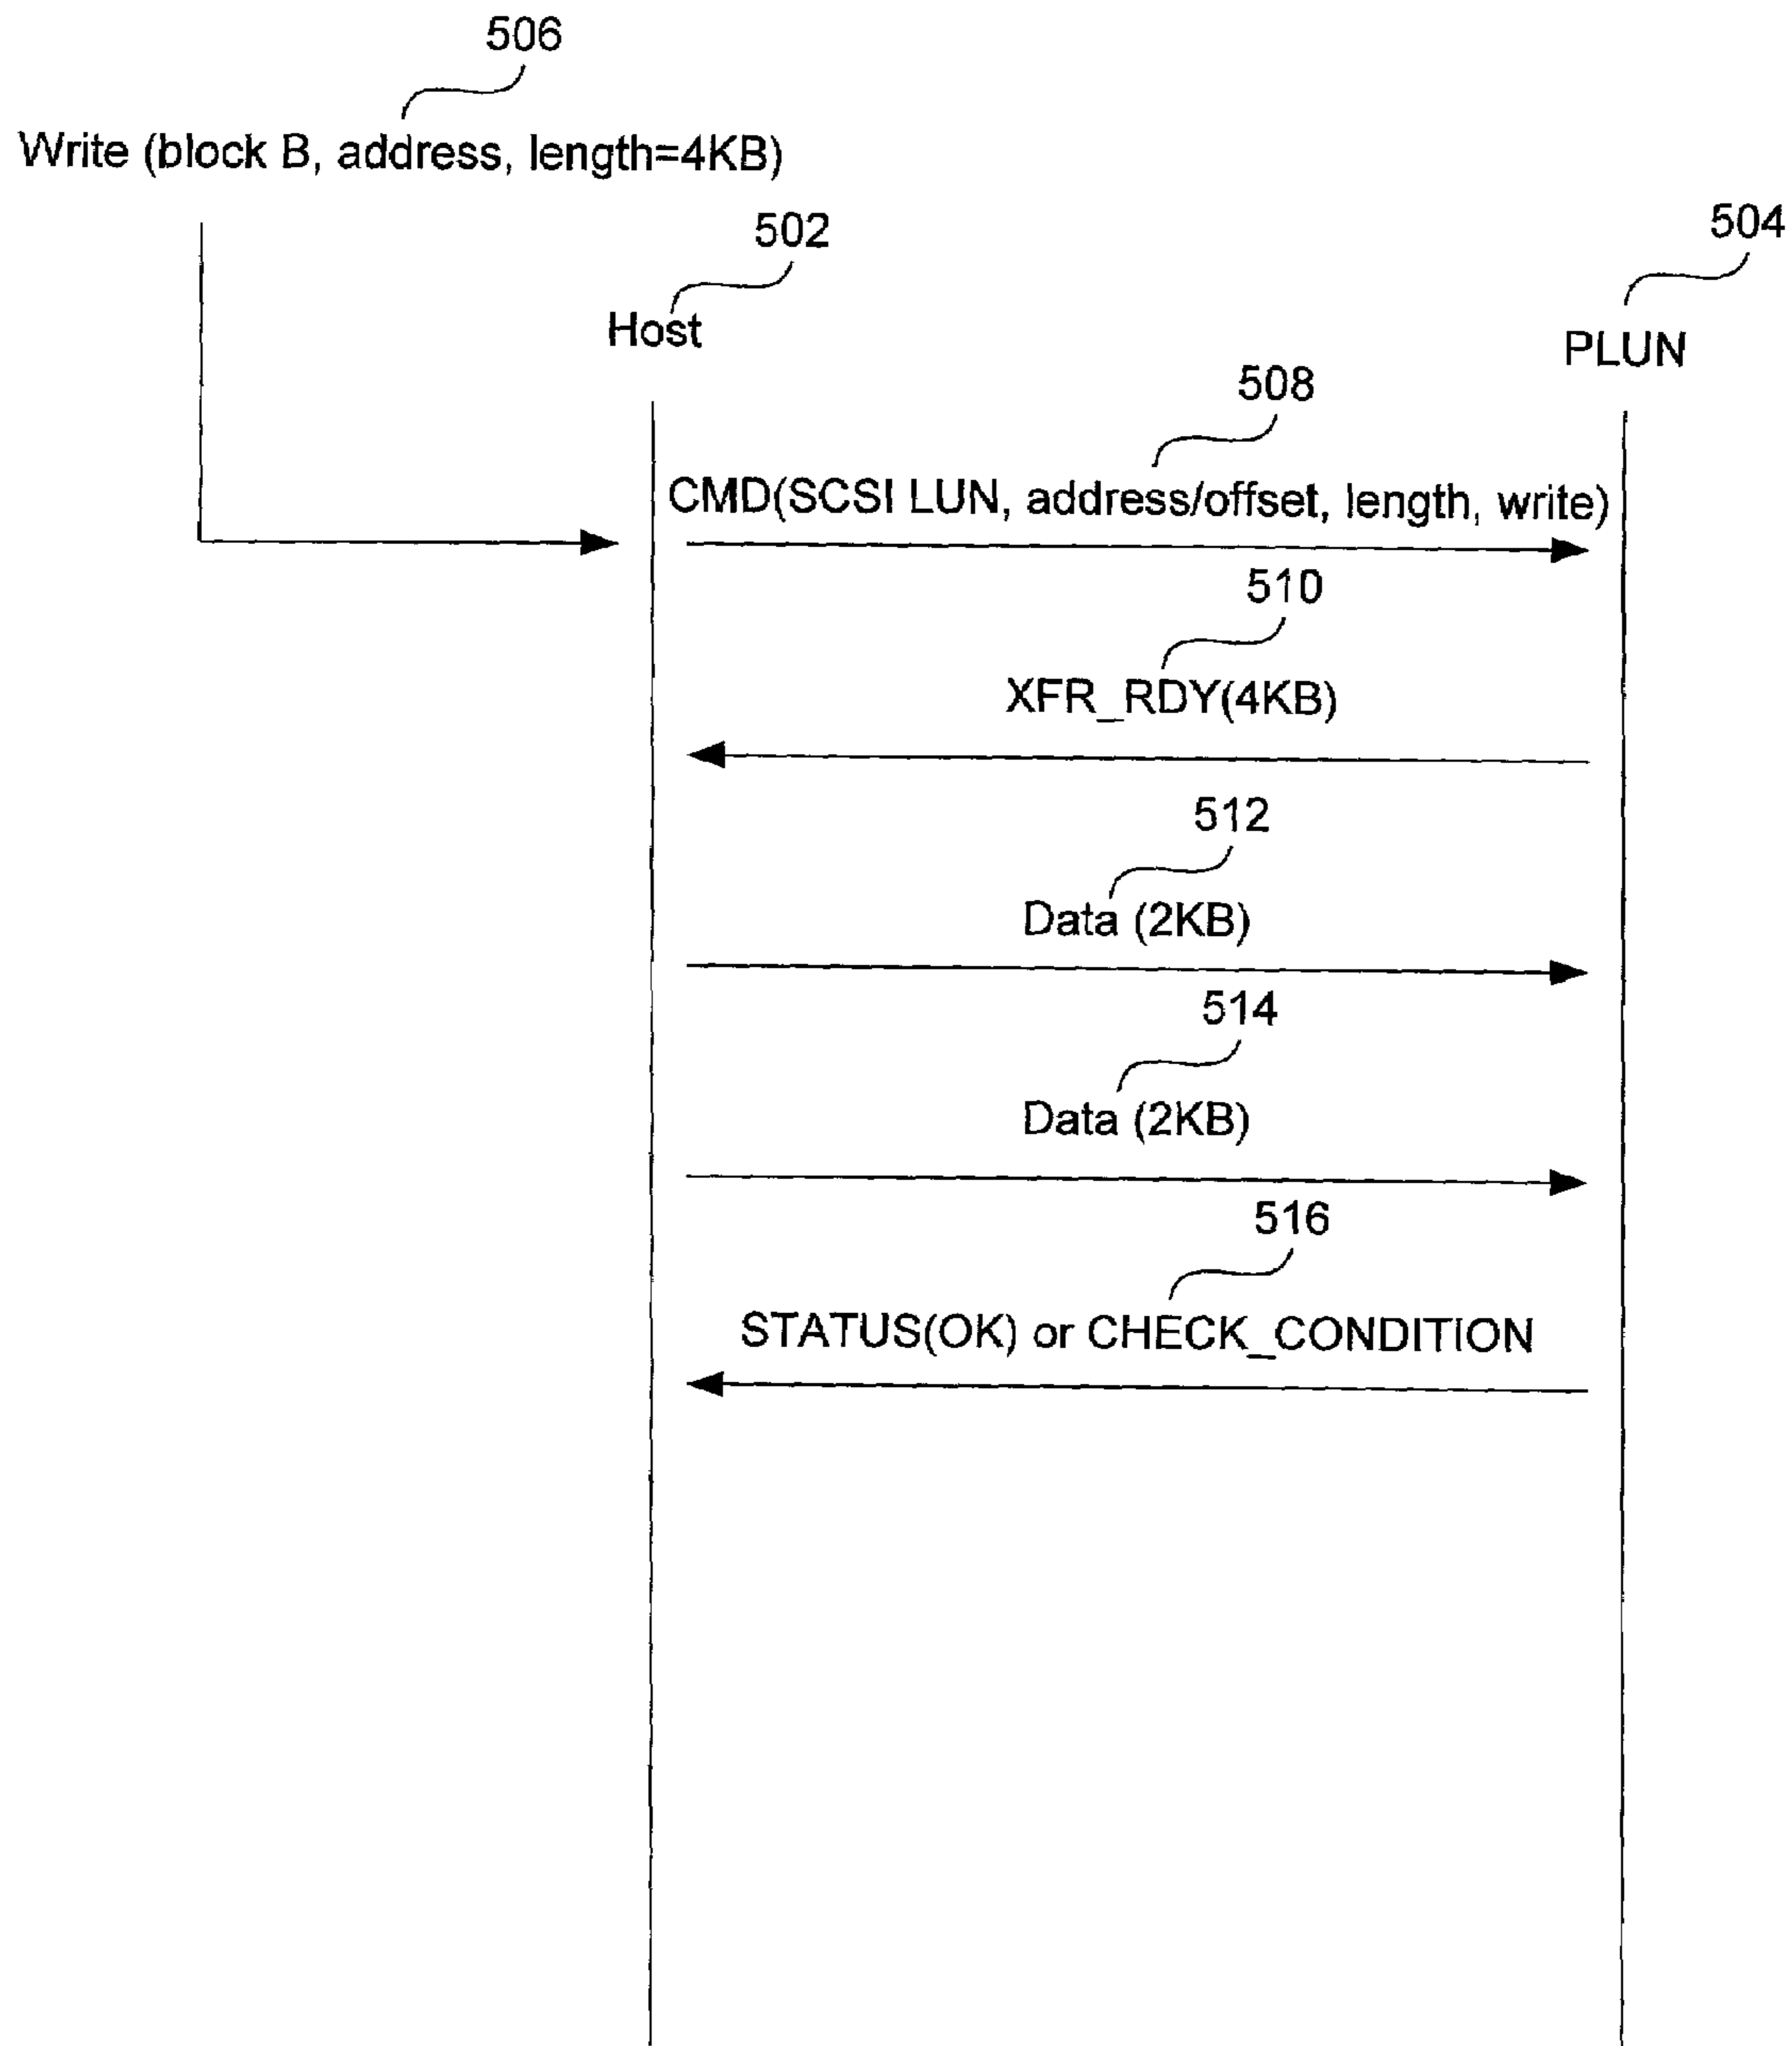 506
Write (block B, address, length=4KB)
502
504
Host
PLUN
508
CMD(SCSI LUN, address/offset, length, write)
510
XFR_RDY(4KB)
512
Data (2KB)
514
Data (2KB)
516
STATUS(OK) or CHECK_CONDITION